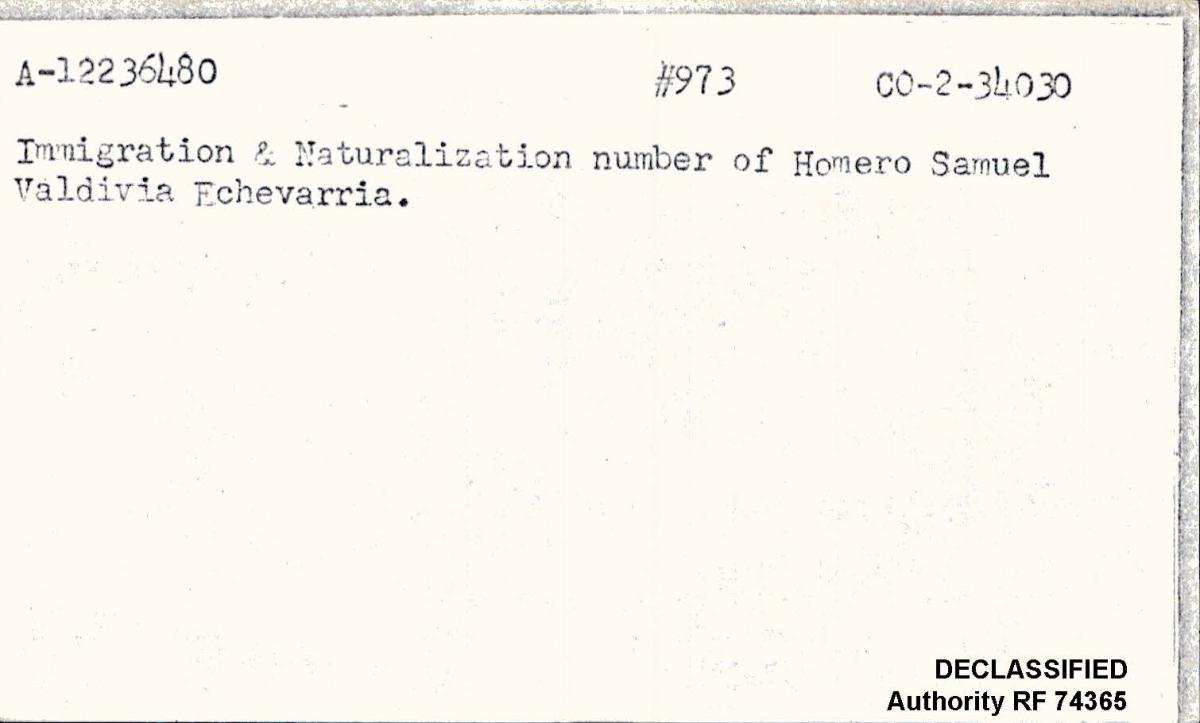 A-12236480 #973 CO-2-34030
Immigration & Naturalization number of Homero Samuel
Valdivia Echevarria.
DECLASSIFIED
Authority RF 74365